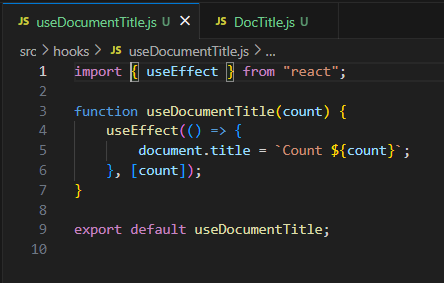 JS useDocumentTitle.js U × JS DocTitle.js U
src > hooks > JS useDocumentTitle.js > ...
1 import { useEffect } from "react";
2
3 function useDocumentTitle(count) {
4     useEffect(() => {
5         document.title = `Count ${count}`;
6     }, [count]);
7 }
8
9 export default useDocumentTitle;
10